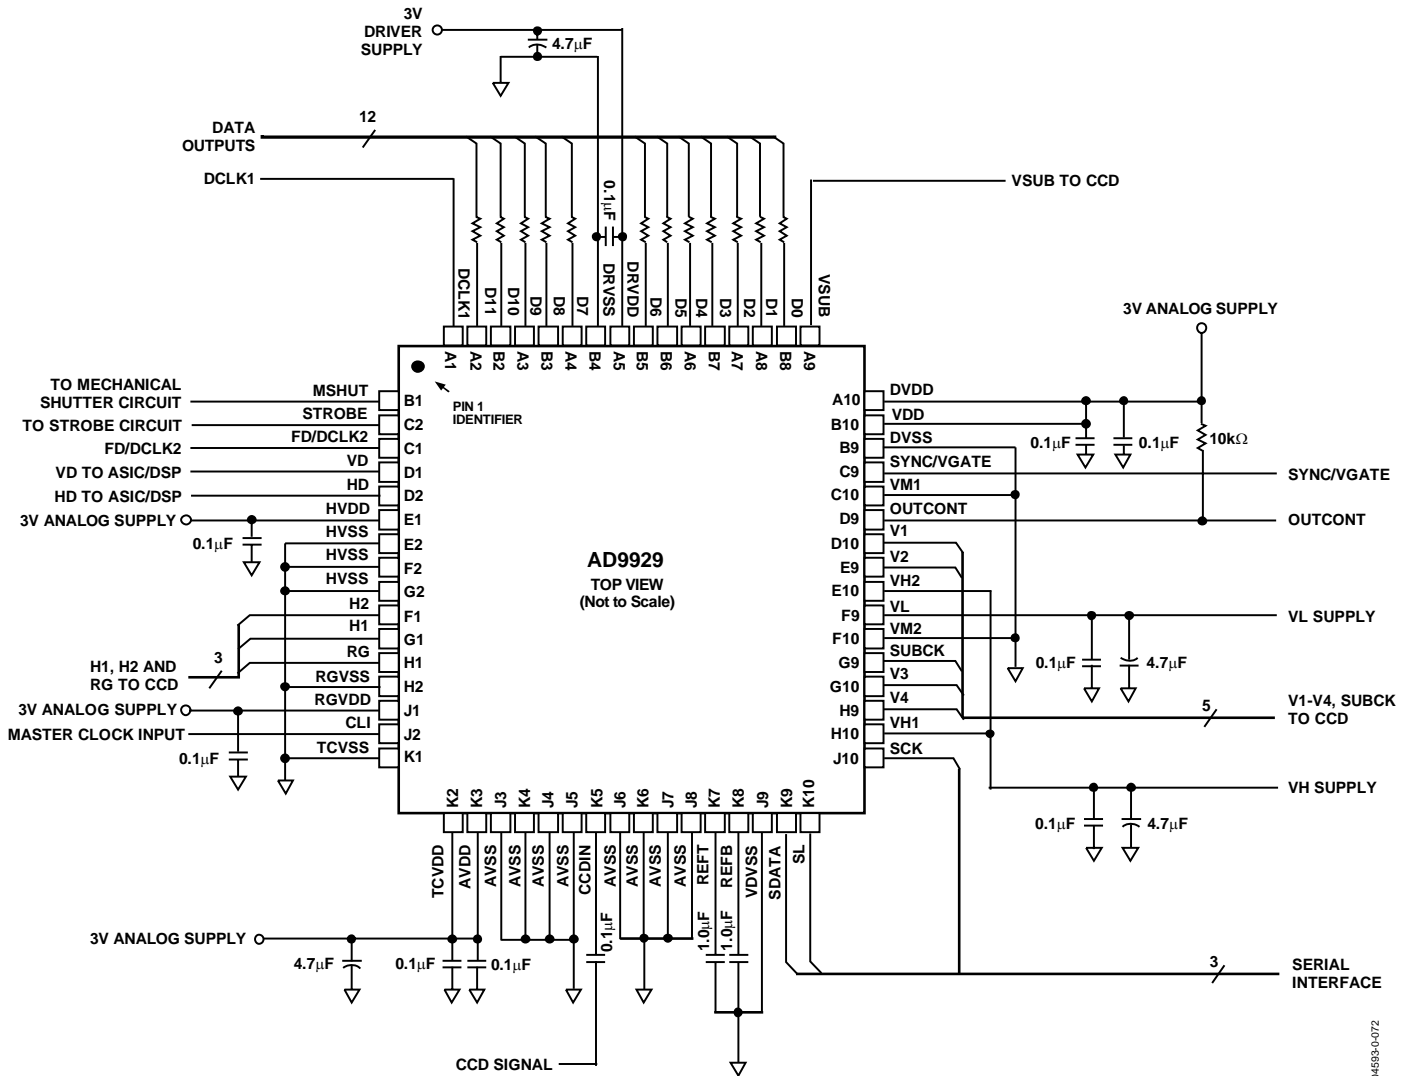 3V
DRIVER
SUPPLY
4.7μF
12
DATA
OUTPUTS
DCLK1
VSUB TO CCD
0.1μF
DCLK1
D11
D10
D9
D8
D7
DRVSS
DRVDD
D6
D5
D4
D3
D2
D1
D0
VSUB
3V ANALOG SUPPLY
A1
A2
B2
A3
B3
A4
B4
A5
B5
B6
A6
B7
A7
A8
B8
A9
TO MECHANICAL
SHUTTER CIRCUIT
MSHUT
B1
PIN 1
IDENTIFIER
A10
DVDD
TO STROBE CIRCUIT
STROBE
C2
B10
VDD
FD/DCLK2
FD/DCLK2
C1
B9
DVSS
0.1μF
0.1μF
10kΩ
VD TO ASIC/DSP
VD
D1
C9
SYNC/VGATE
SYNC/VGATE
HD TO ASIC/DSP
HD
D2
C10
VM1
3V ANALOG SUPPLY
HVDD
E1
D9
OUTCONT
OUTCONT
0.1μF
HVSS
E2
D10
V1
HVSS
F2
E9
V2
HVSS
G2
E10
VH2
AD9929
TOP VIEW
(Not to Scale)
H2
F1
F9
VL
VL SUPPLY
H1
G1
F10
VM2
0.1μF
4.7μF
H1, H2 AND
RG TO CCD
3
RG
H1
G9
SUBCK
RGVSS
H2
G10
V3
3V ANALOG SUPPLY
RGVDD
J1
H9
V4
5
V1-V4, SUBCK
TO CCD
MASTER CLOCK INPUT
CLI
J2
H10
VH1
0.1μF
TCVSS
K1
J10
SCK
VH SUPPLY
0.1μF
4.7μF
K2
K3
J3
K4
J4
J5
K5
J6
K6
J7
J8
K7
K8
J9
K9
K10
TCVDD
AVDD
AVSS
AVSS
AVSS
AVSS
CCDIN
AVSS
AVSS
AVSS
AVSS
REFT
REFB
VDVSS
SDATA
SL
3V ANALOG SUPPLY
4.7μF
0.1μF
0.1μF
0.1μF
1.0μF
1.0μF
3
SERIAL
INTERFACE
CCD SIGNAL